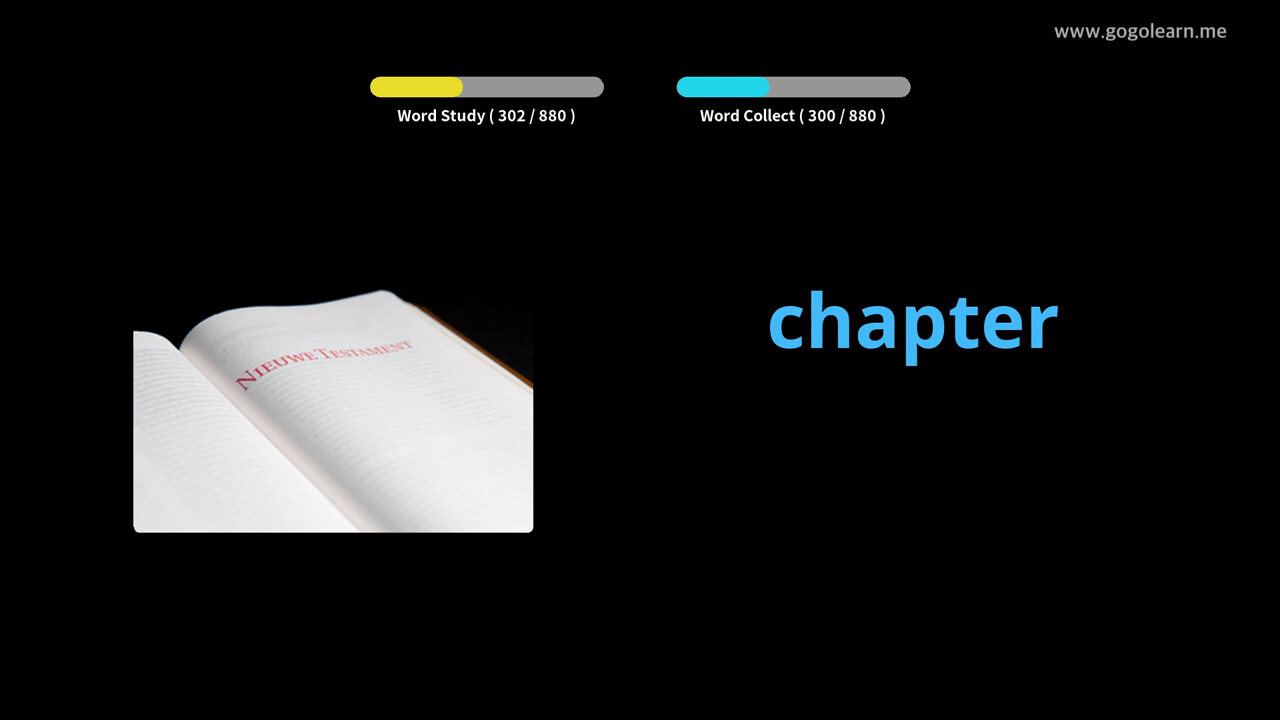 www.gogolearn.me
Word Study ( 302 / 880 )
Word Collect ( 300 / 880 )
chapter
NIEUWE TESTAMENT